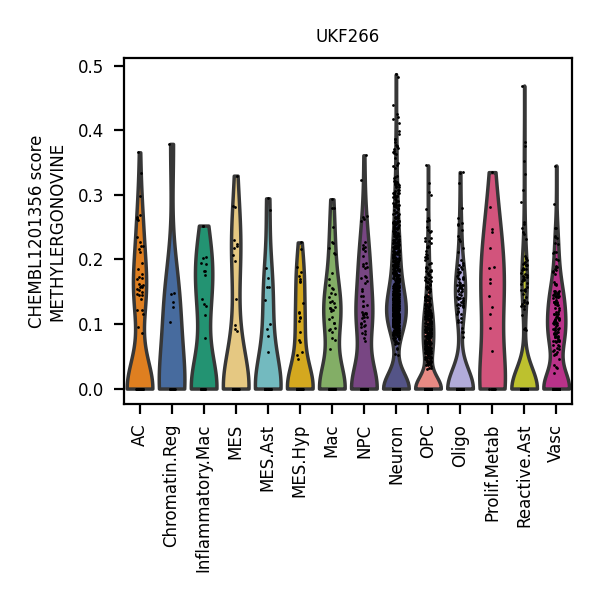 UKF266
CHEMBL1201356 score
METHYLERGONOVINE
0.5
0.4
0.3
0.2
0.1
0.0
AC
Chromatin.Reg
Inflammatory.Mac
MES
MES.Ast
MES.Hyp
Mac
NPC
Neuron
OPC
Oligo
Prolif.Metab
Reactive.Ast
Vasc